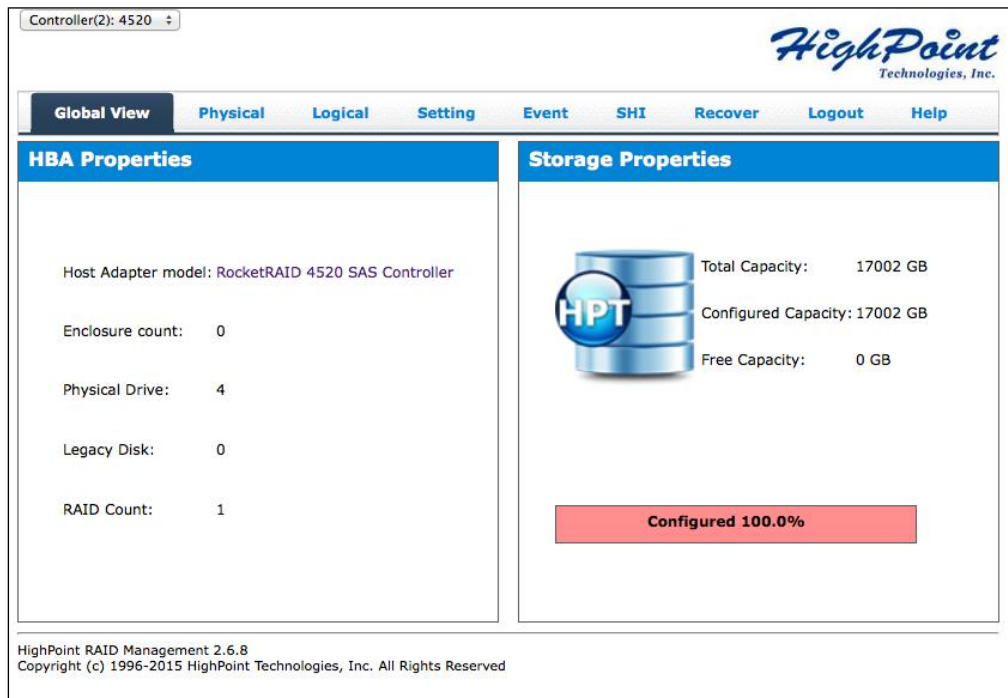 Controller(2): 4520
HighPoint
Technologies, Inc.
Global View Physical Logical Setting Event SHI Recover Logout Help
HBA Properties
Host Adapter model: RocketRAID 4520 SAS Controller
Enclosure count: 0
Physical Drive: 4
Legacy Disk: 0
RAID Count: 1
Storage Properties
HPT
Total Capacity: 17002 GB
Configured Capacity: 17002 GB
Free Capacity: 0 GB
Configured 100.0%
HighPoint RAID Management 2.6.8
Copyright (c) 1996-2015 HighPoint Technologies, Inc. All Rights Reserved